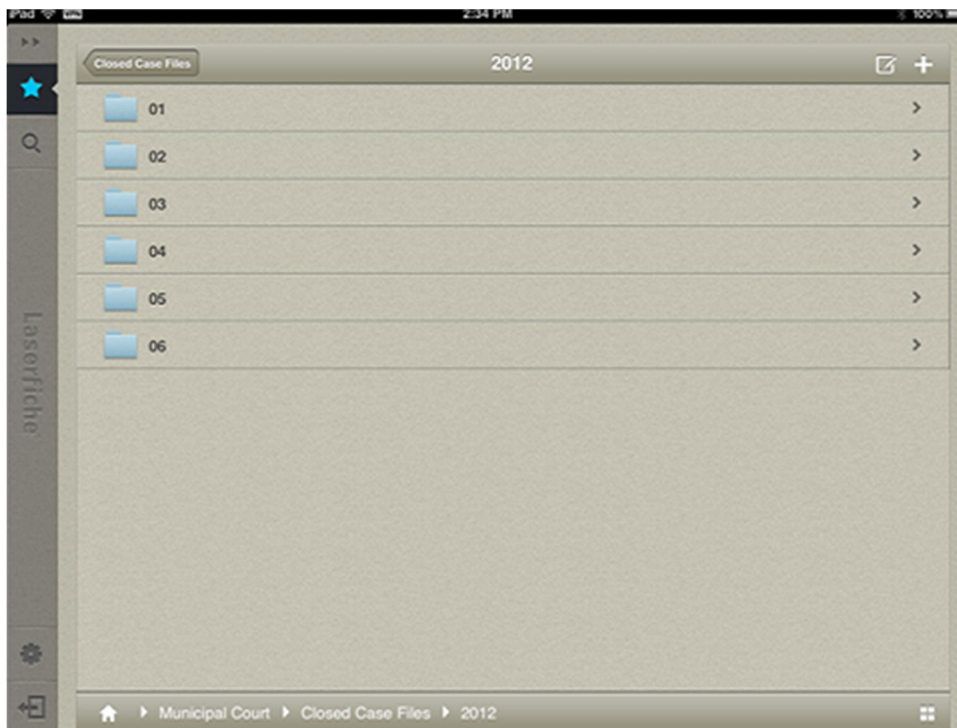 iPad 2:34 PM 100%
Closed Case Files 2012
01
02
03
04
05
06
Laserfiche
Municipal Court Closed Case Files 2012